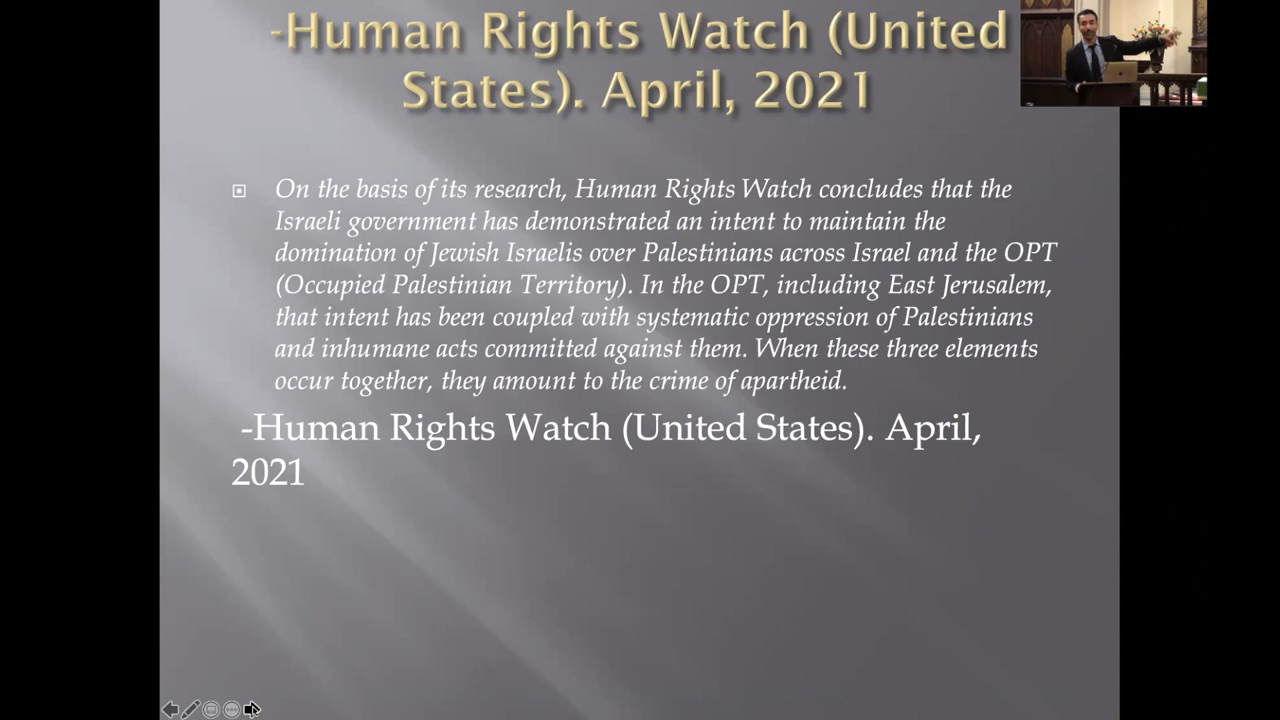 -Human Rights Watch (United
States). April, 2021
On the basis of its research, Human Rights Watch concludes that the
Israeli government has demonstrated an intent to maintain the
domination of Jewish Israelis over Palestinians across Israel and the OPT
(Occupied Palestinian Territory). In the OPT, including East Jerusalem,
that intent has been coupled with systematic oppression of Palestinians
and inhumane acts committed against them. When these three elements
occur together, they amount to the crime of apartheid.
-Human Rights Watch (United States). April,
2021